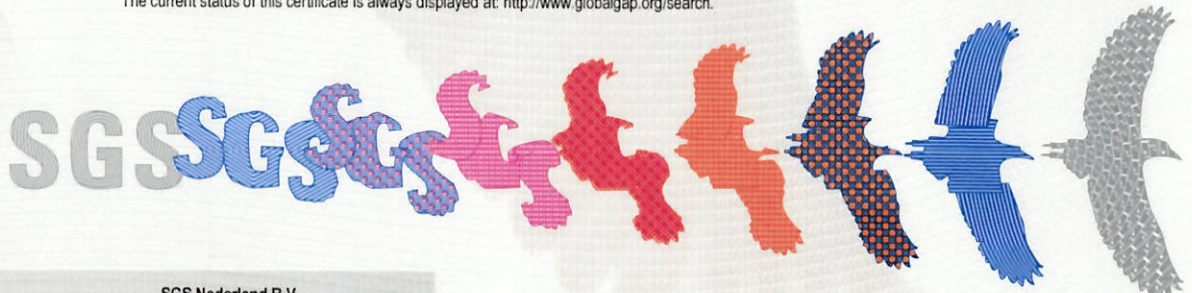 The current status of this certificate is always displayed at: http://www.globalgap.org/search.
SGS SGS SGS
SGS Nederland B.V.